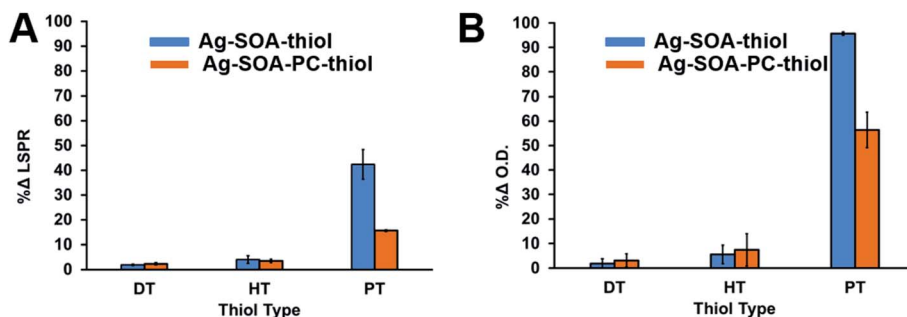 A
%Δ LSPR
100
90
80
70
60
50
40
30
20
10
0
Ag-SOA-thiol
Ag-SOA-PC-thiol
DT HT PT
Thiol Type
B
%Δ O.D.
100
90
80
70
60
50
40
30
20
10
0
Ag-SOA-thiol
Ag-SOA-PC-thiol
DT HT PT
Thiol Type